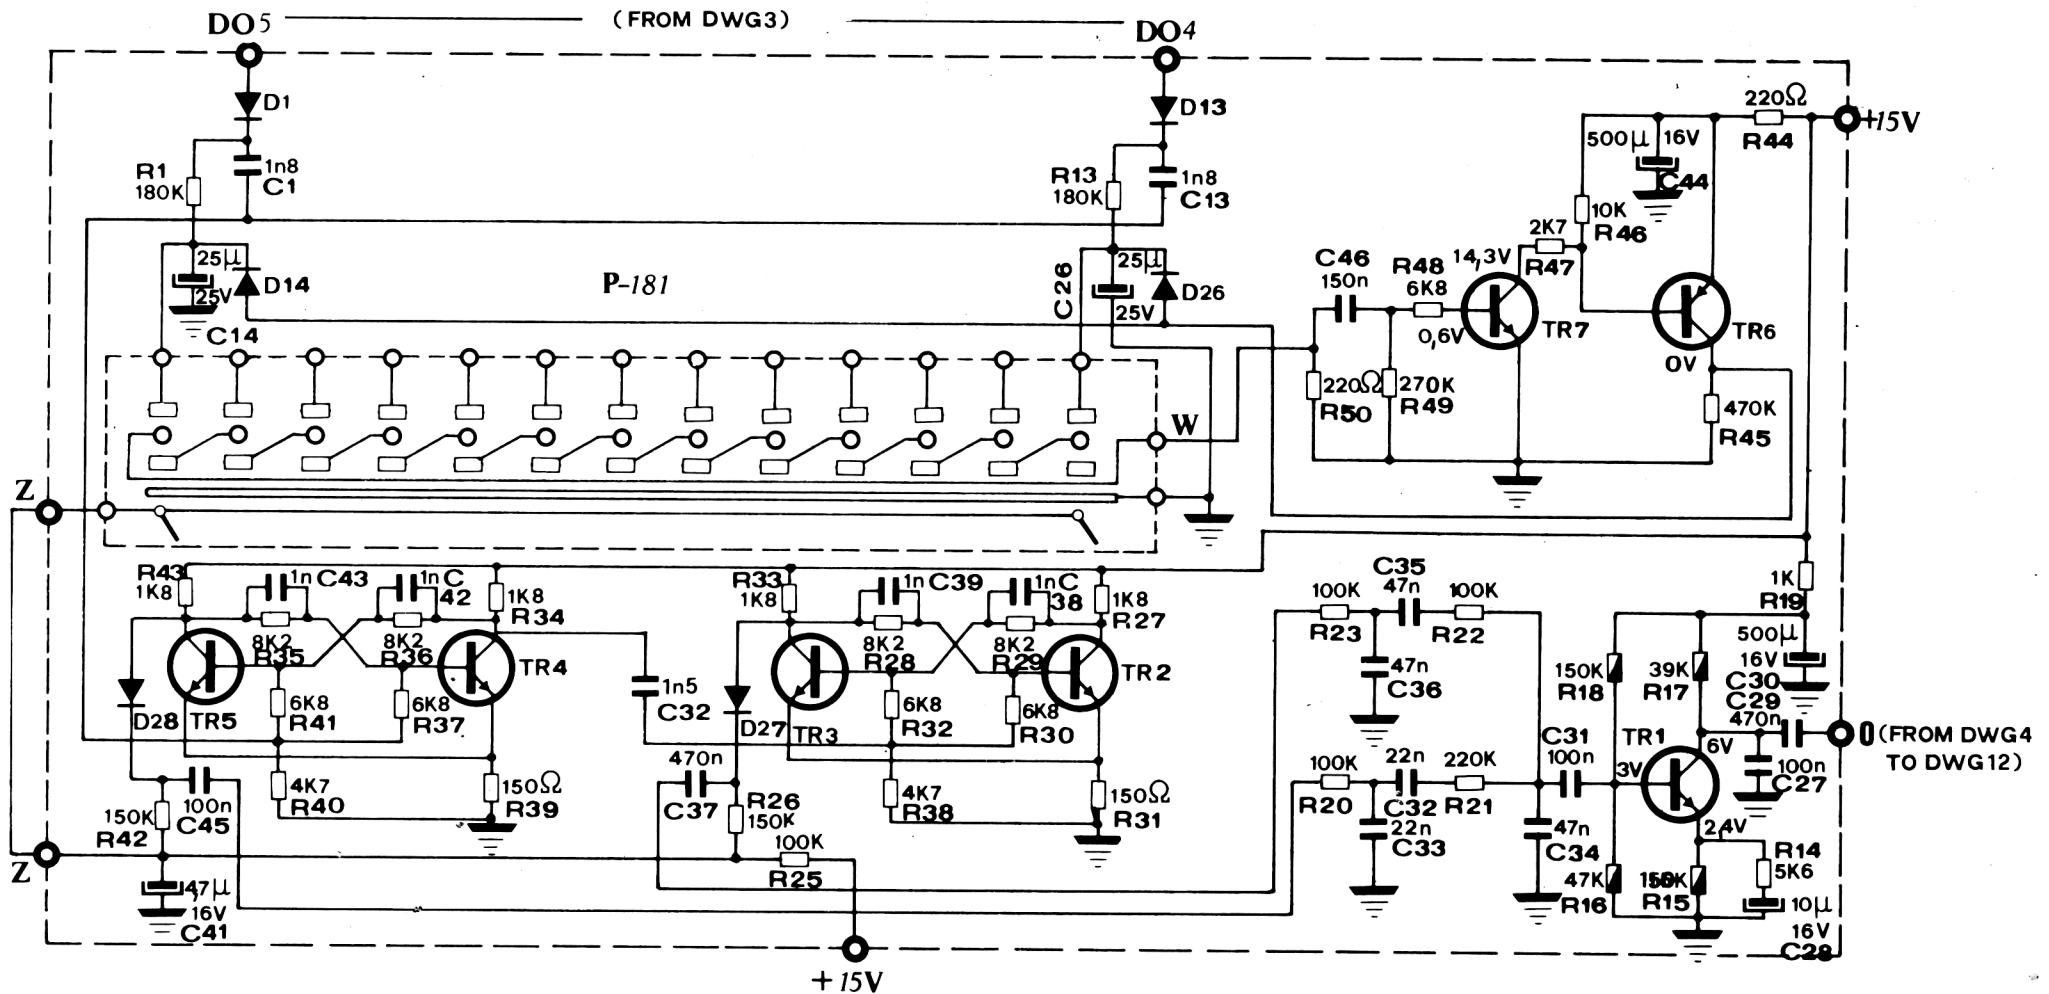 DO5 (FROM DWG3) DO4
D1
D13
220Ω
R44
+15V
500μ 16V
C44
R1
180K
1n8
C1
R13
180K
1n8
C13
10K
R46
2K7
R47
25μ
25V
D14
C14
P-181
C26
25μ
25V
D26
C46
150n
R48
6K8
14,3V
0,6V
TR7
TR6
0V
220Ω
R50
270K
R49
470K
R45
W
Z
R43
1K8
1n C43
1n C
42
1K8
R34
8K2
R35
8K2
R36
TR4
TR5
D28
6K8
R41
6K8
R37
1n5
C32
R33
1K8
1n C39
1n C
38
1K8
R27
8K2
R28
8K2
R29
TR2
TR3
D27
6K8
R32
6K8
R30
470n
C37
4K7
R40
150Ω
R39
R26
150K
4K7
R38
150Ω
R31
150K
R42
100n
C45
Z
47μ
16V
C41
100K
R25
+15V
100K
R23
C35
47n
100K
R22
47n
C36
100K
R20
22n
C32
220K
R21
22n
C33
C31
100n
47n
C34
1K
R19
500μ
16V
C30
C29
470n
150K
R18
39K
R17
TR1
6V
3V
2,4V
100n
C27
O (FROM DWG4
TO DWG12)
47K
R16
R15
R14
5K6
10μ
16V
C28